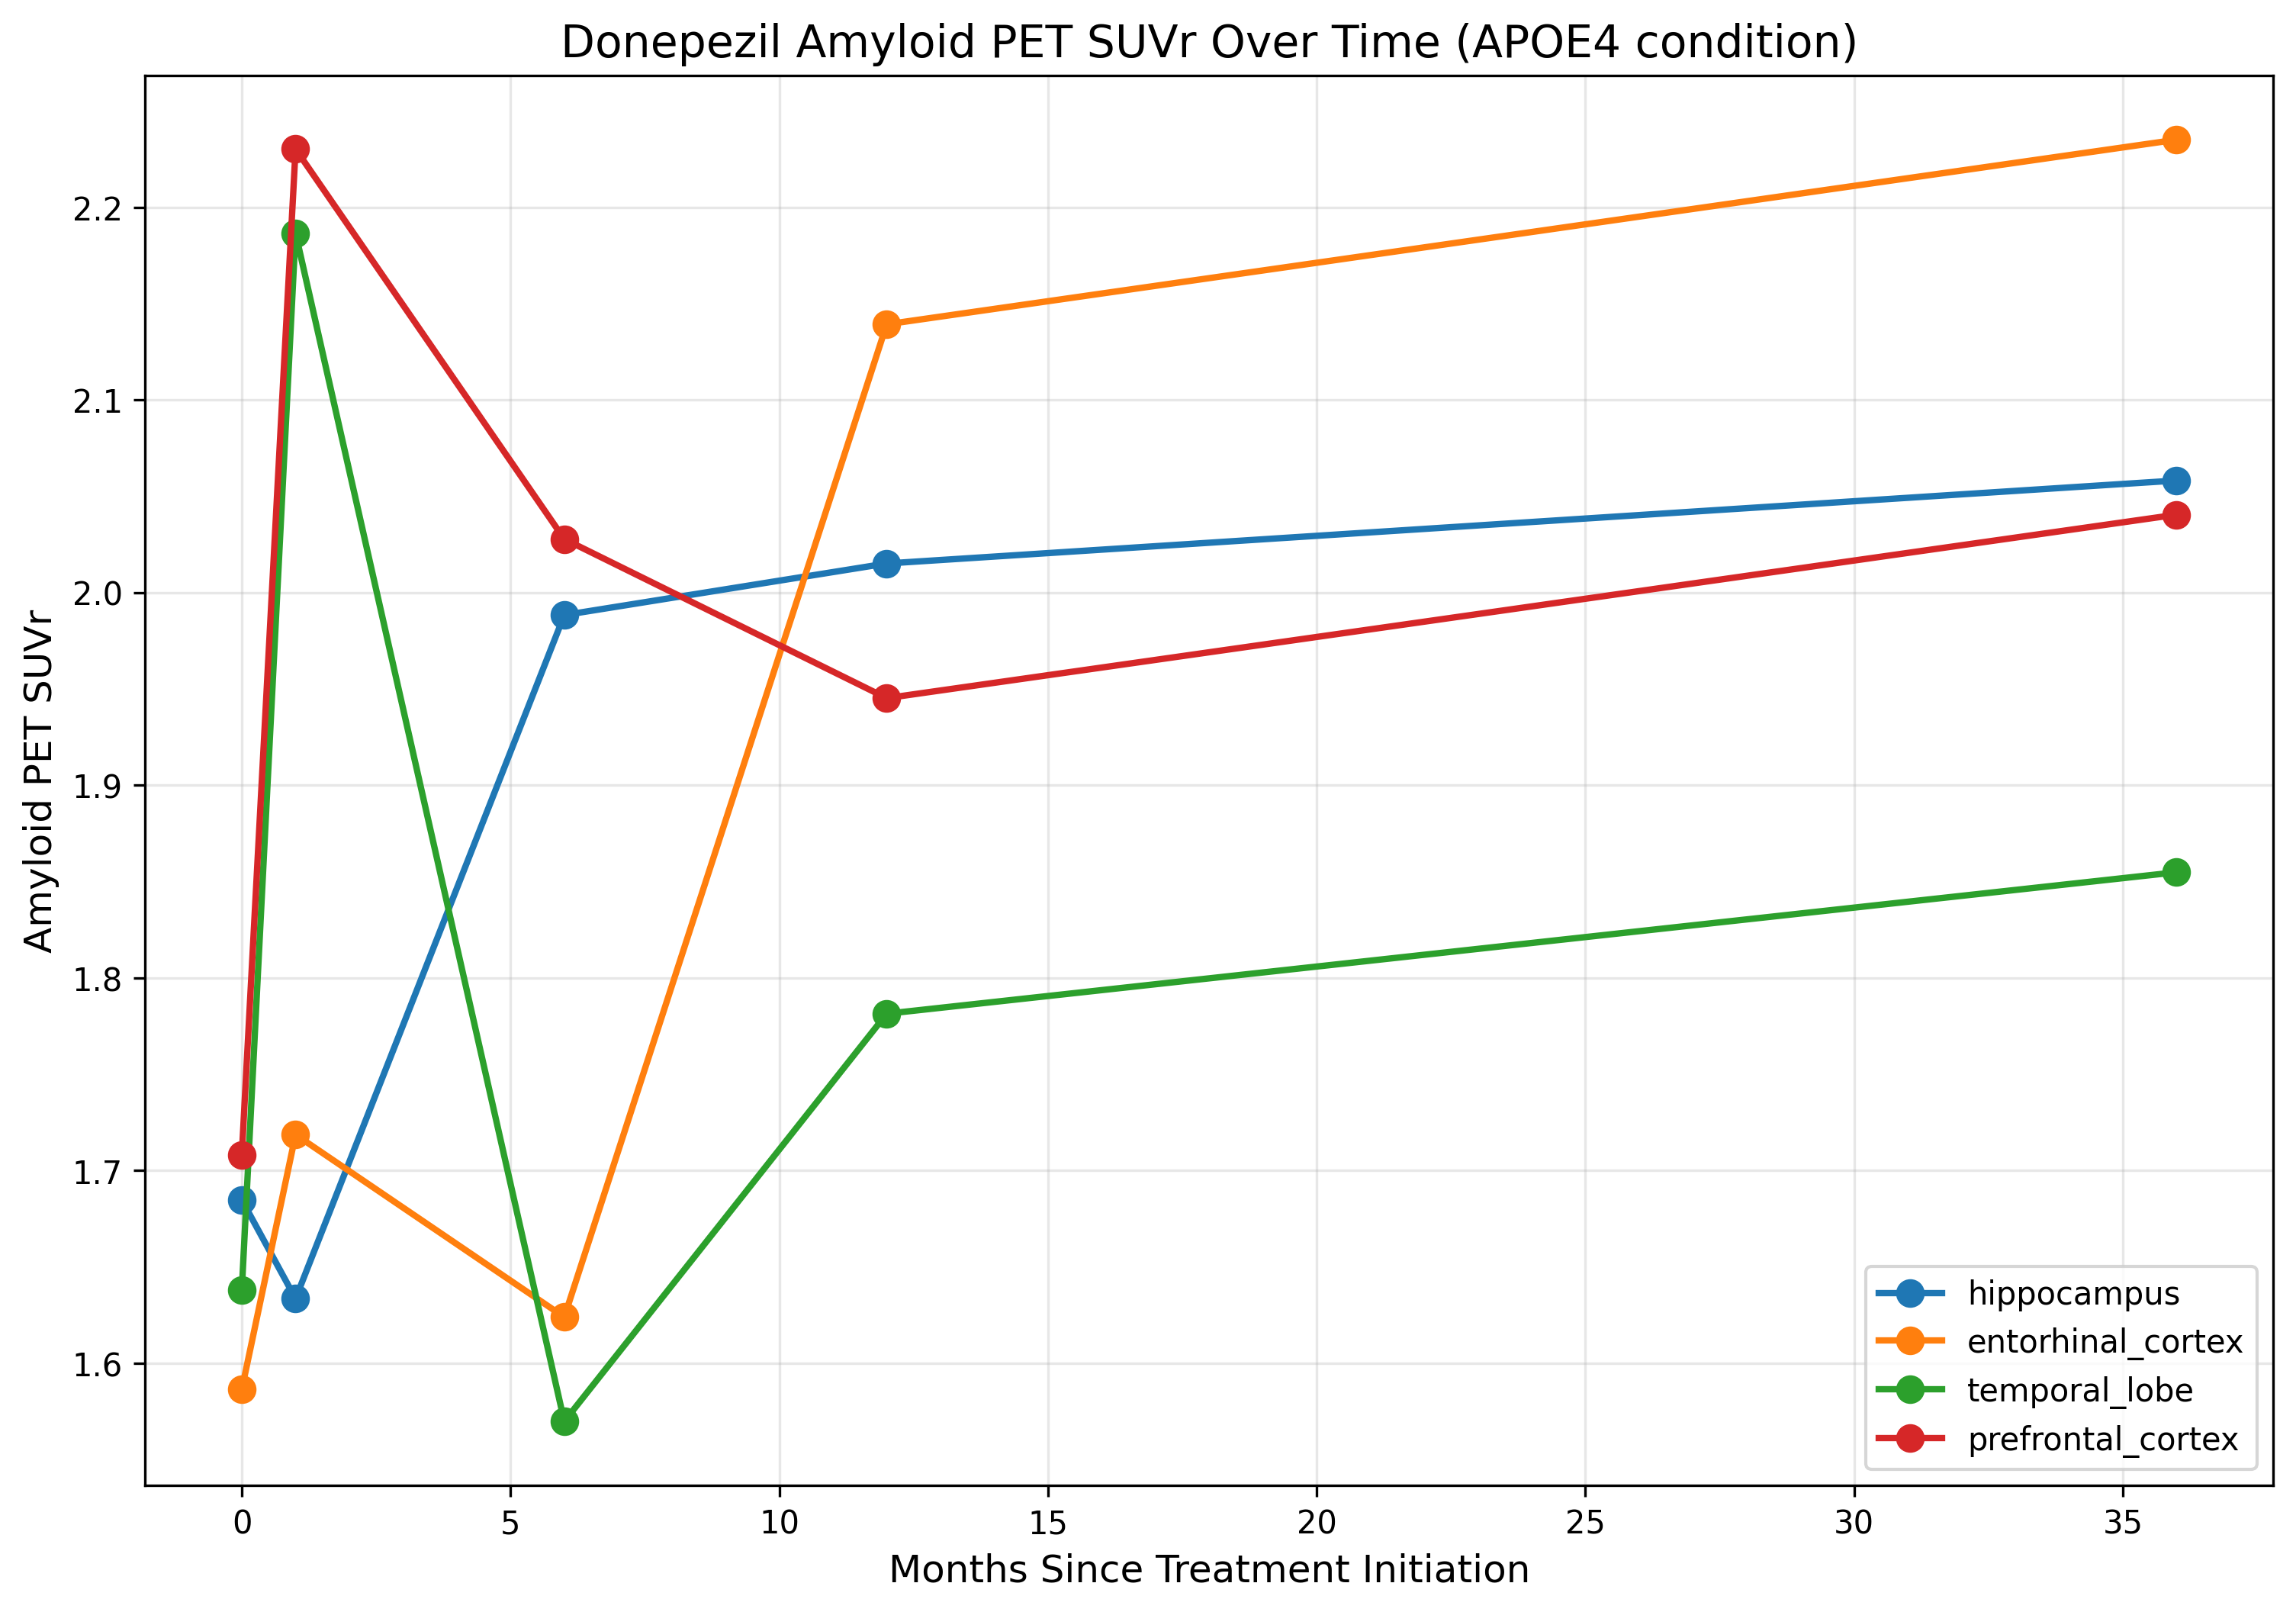 Donepezil Amyloid PET SUVr Over Time (APOE4 condition)
Amyloid PET SUVr
2.2
2.1
2.0
1.9
1.8
1.7
1.6
0 5 10 15 20 25 30 35
Months Since Treatment Initiation
hippocampus
entorhinal_cortex
temporal_lobe
prefrontal_cortex